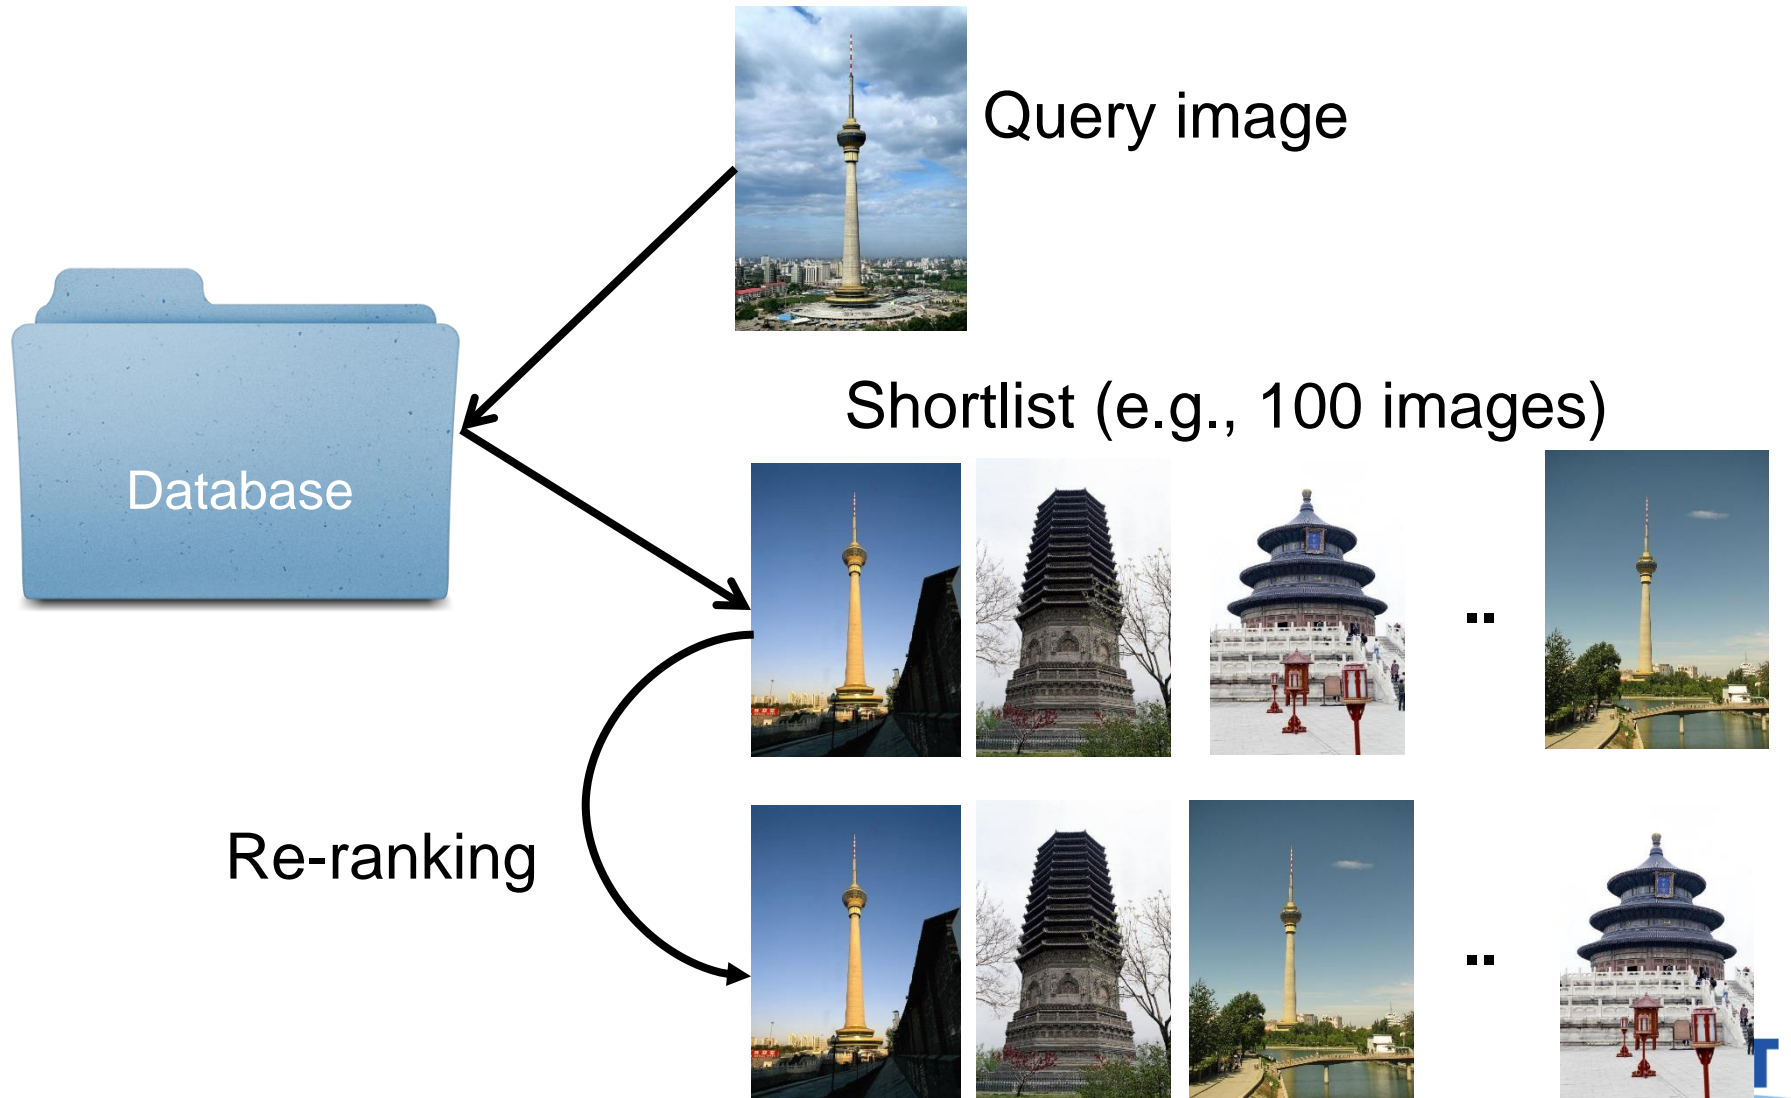 Query image
Shortlist (e.g., 100 images)
Database
..
Re-ranking
..